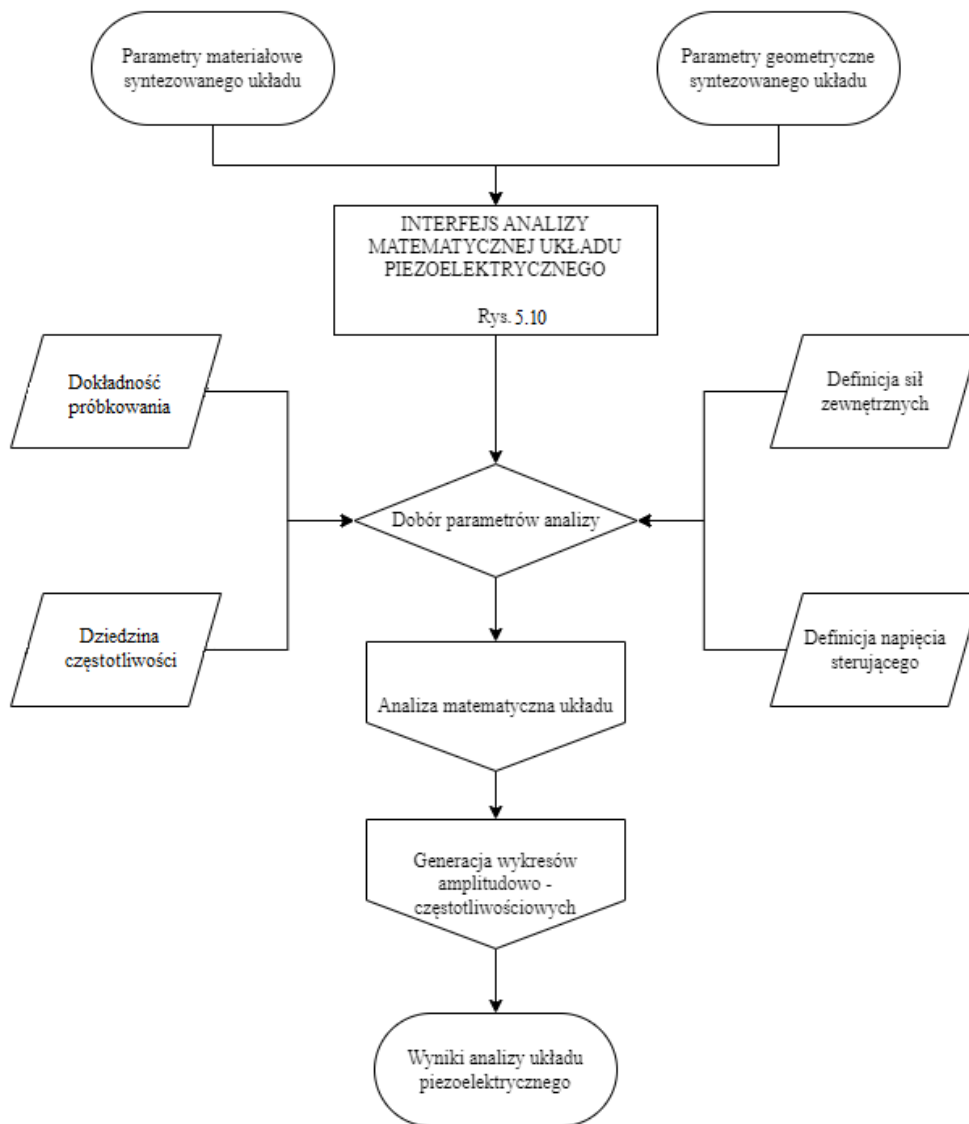 Parametry materiałowe
syntezowanego układu
Parametry geometryczne
syntezowanego układu
INTERFEJS ANALIZY
MATEMATYCZNEJ UKŁADU
PIEZOELEKTRYCZNEGO
Rys. 5.10
Dokładność
próbkowania
Definicja sił
zewnętrznych
Dobór parametrów analizy
Dziedzina
częstotliwości
Definicja napięcia
sterującego
Analiza matematyczna układu
Generacja wykresów
amplitudowo -
częstotliwościowych
Wyniki analizy układu
piezoelektrycznego